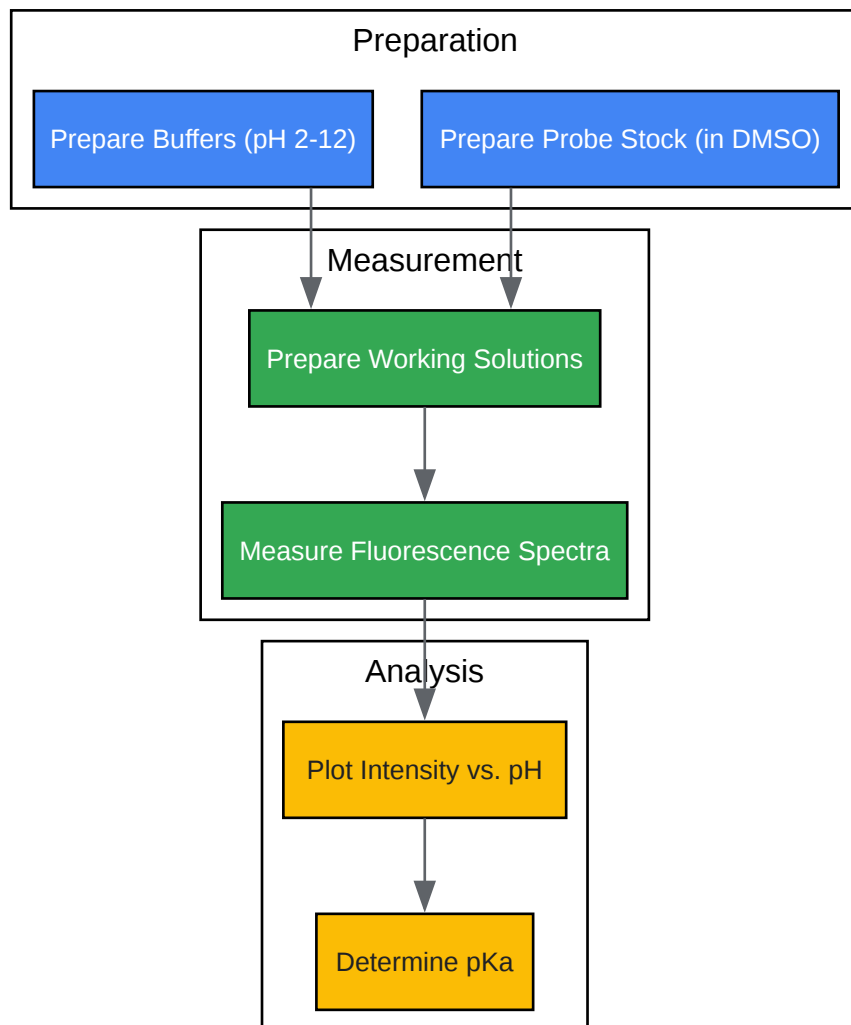 Preparation
Prepare Buffers (pH 2-12)
Prepare Probe Stock (in DMSO)
Measurement
Prepare Working Solutions
Measure Fluorescence Spectra
Analysis
Plot Intensity vs. pH
Determine pKa